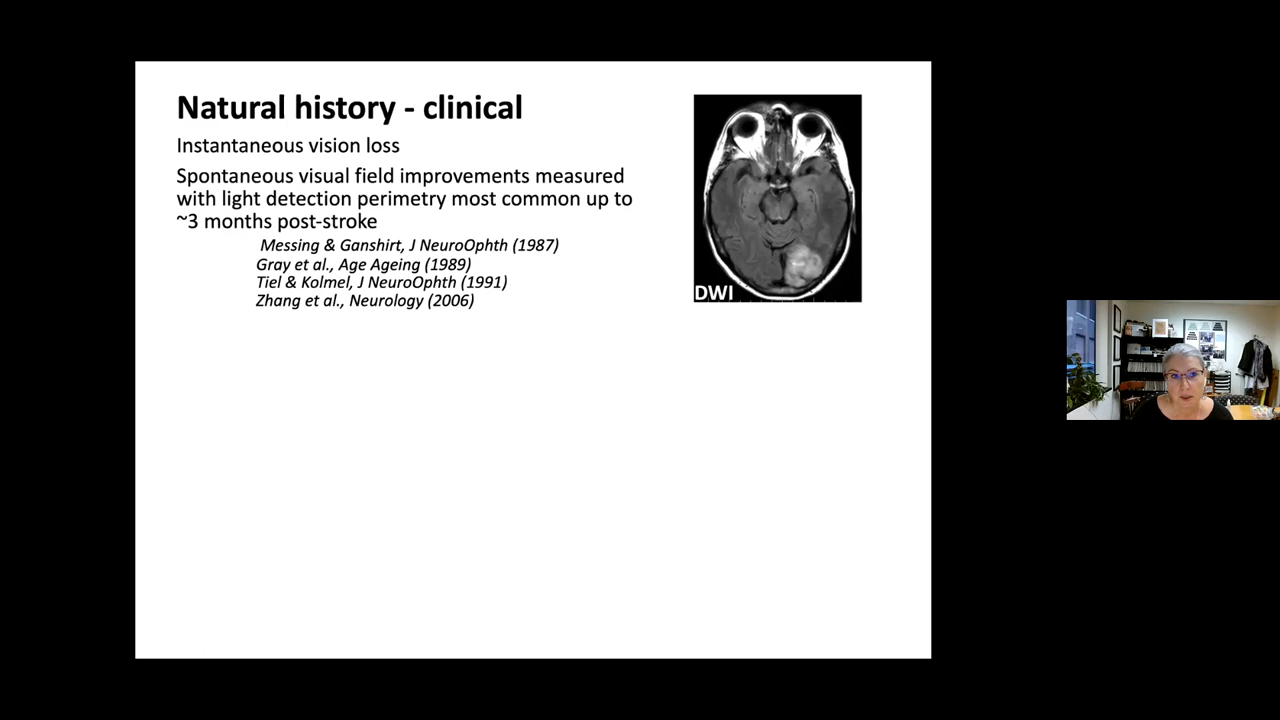 Natural history - clinical
Instantaneous vision loss
Spontaneous visual field improvements measured
with light detection perimetry most common up to
~3 months post-stroke
Messing & Ganshirt, J NeuroOphth (1987)
Gray et al., Age Ageing (1989)
Tiel & Kolmel, J NeuroOphth (1991)
Zhang et al., Neurology (2006)
DWI